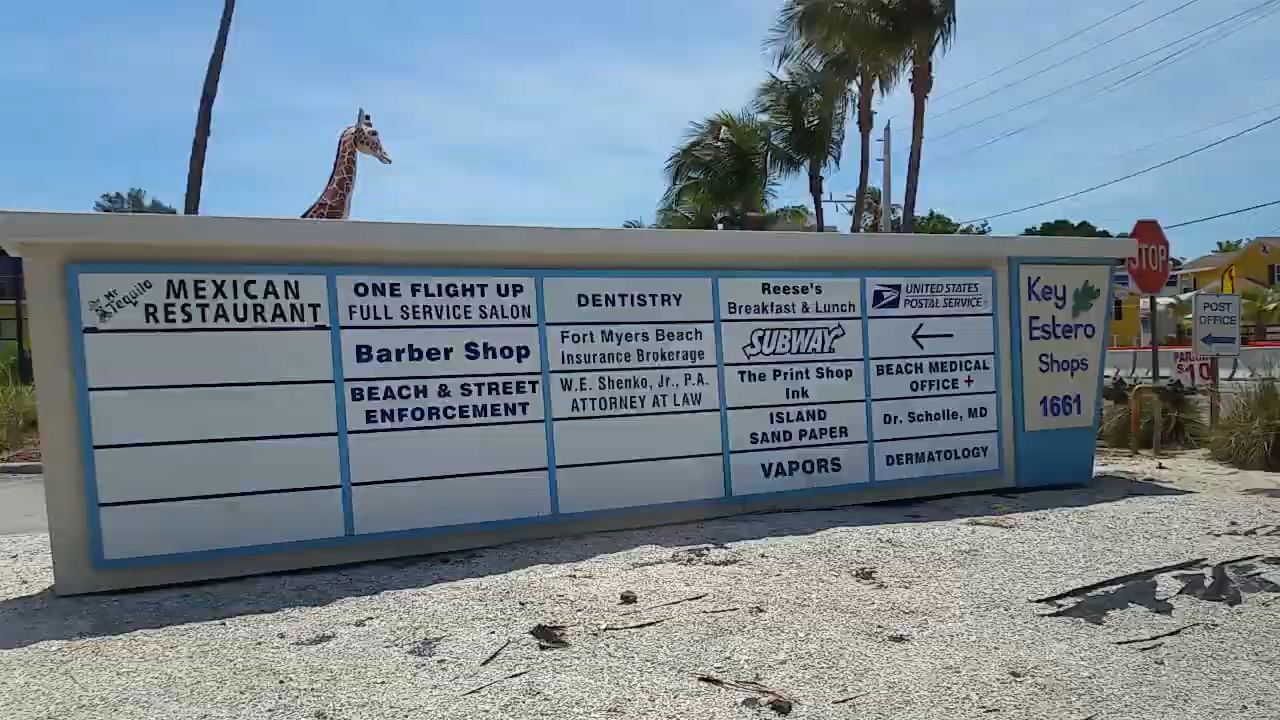 Mr Tequila
MEXICAN
RESTAURANT
ONE FLIGHT UP
FULL SERVICE SALON
Barber Shop
BEACH & STREET
ENFORCEMENT
DENTISTRY
Fort Myers Beach
Insurance Brokerage
W.E. Shenko, Jr., P.A.
ATTORNEY AT LAW
Reese's
Breakfast & Lunch
SUBWAY
The Print Shop
Ink
ISLAND
SAND PAPER
VAPORS
UNITED STATES
POSTAL SERVICE
BEACH MEDICAL
OFFICE +
Dr. Scholle, MD
DERMATOLOGY
Key
Estero
Shops
1661
STOP
POST
OFFICE
$10